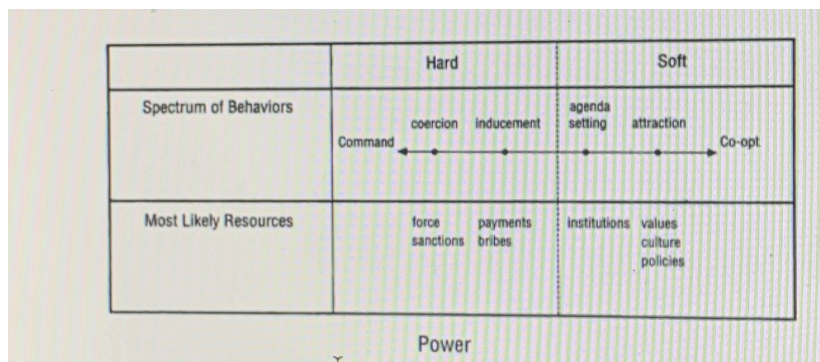 Hard Soft
Spectrum of Behaviors
agenda
coercion inducement setting attraction
Command Co-opt
Most Likely Resources
force payments institutions values
sanctions bribes culture
policies
Power